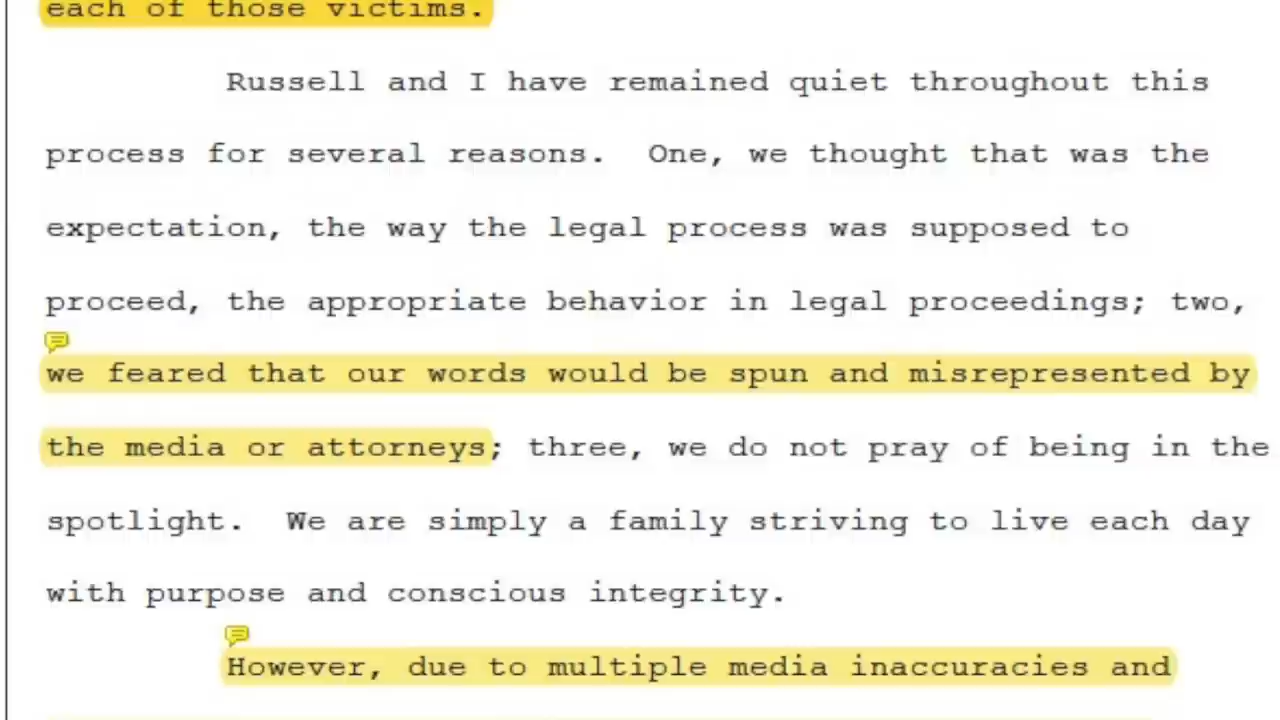 each of those victims.
Russell and I have remained quiet throughout this
process for several reasons.  One, we thought that was the
expectation, the way the legal process was supposed to
proceed, the appropriate behavior in legal proceedings; two,
we feared that our words would be spun and misrepresented by
the media or attorneys; three, we do not pray of being in the
spotlight.  We are simply a family striving to live each day
with purpose and conscious integrity.
However, due to multiple media inaccuracies and